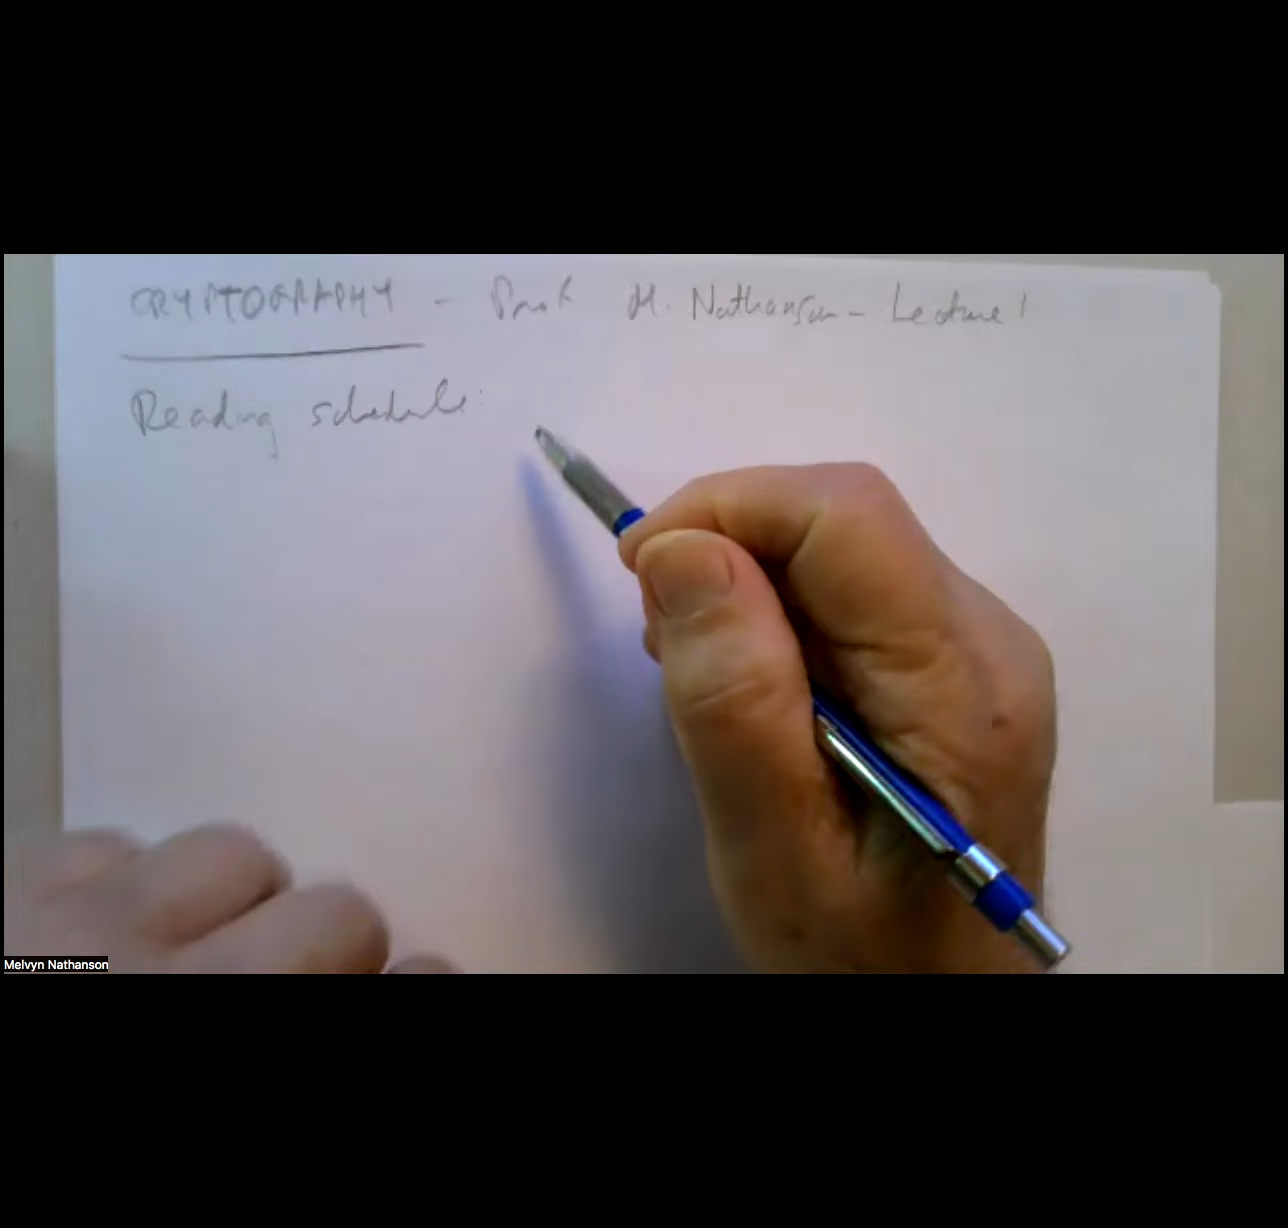 CRYPTOGRAPHY - Prof M. Nathanson - Lecture 1
Reading schedule:
Melvyn Nathanson